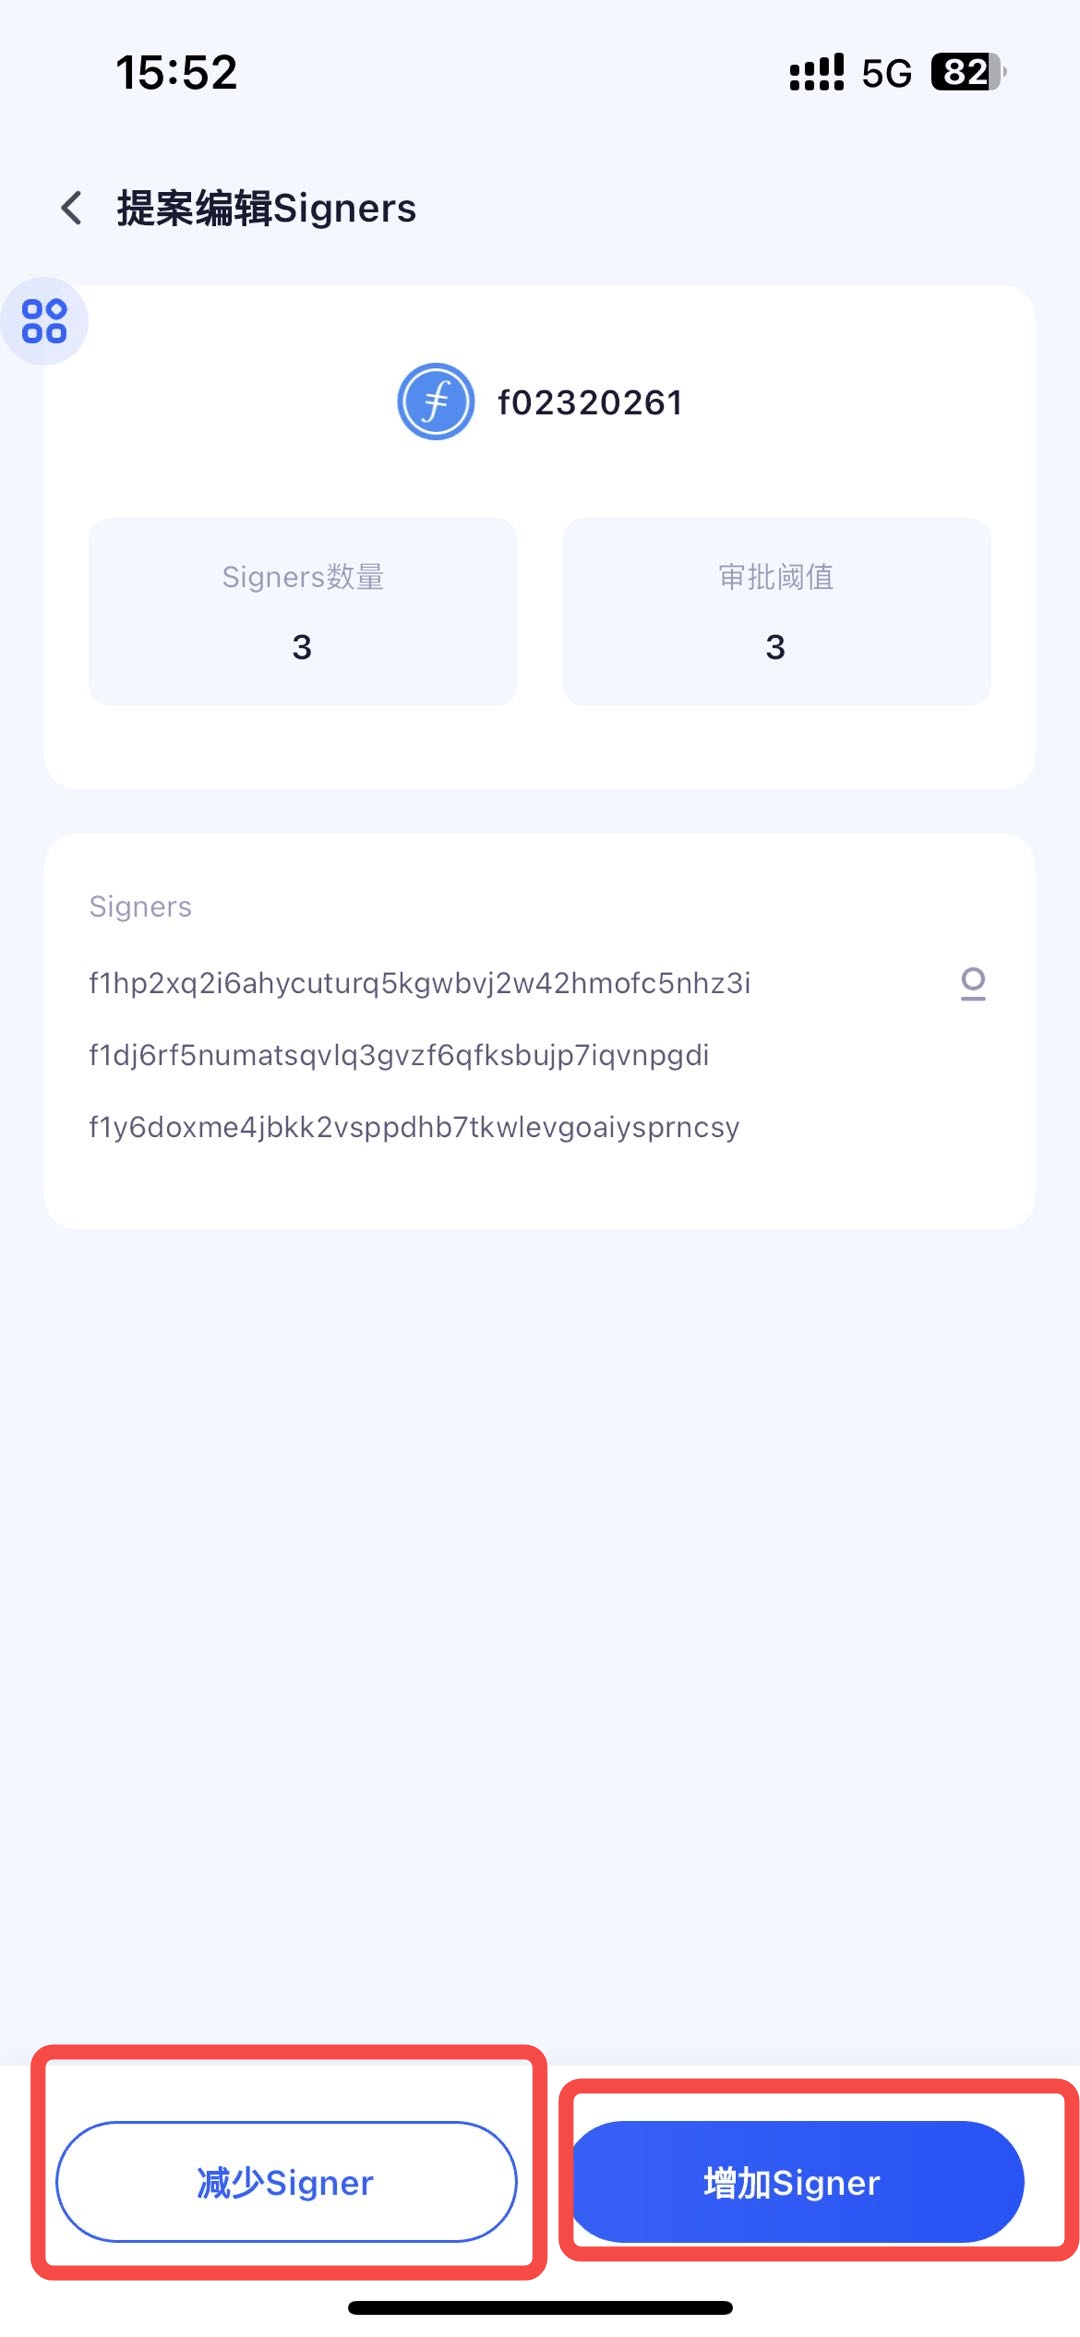 15:52
5G 82
提案编辑Signers
f02320261
Signers数量
审批阈值
3
3
Signers
f1hp2xq2i6ahycuturq5kgwbvj2w42hmofc5nhz3i
f1dj6rf5numatsqvlq3gvzf6qfksbujp7iqvnpgdi
f1y6doxme4jbkk2vsppdhb7tkwlevgoaiysprncsy
减少Signer
增加Signer